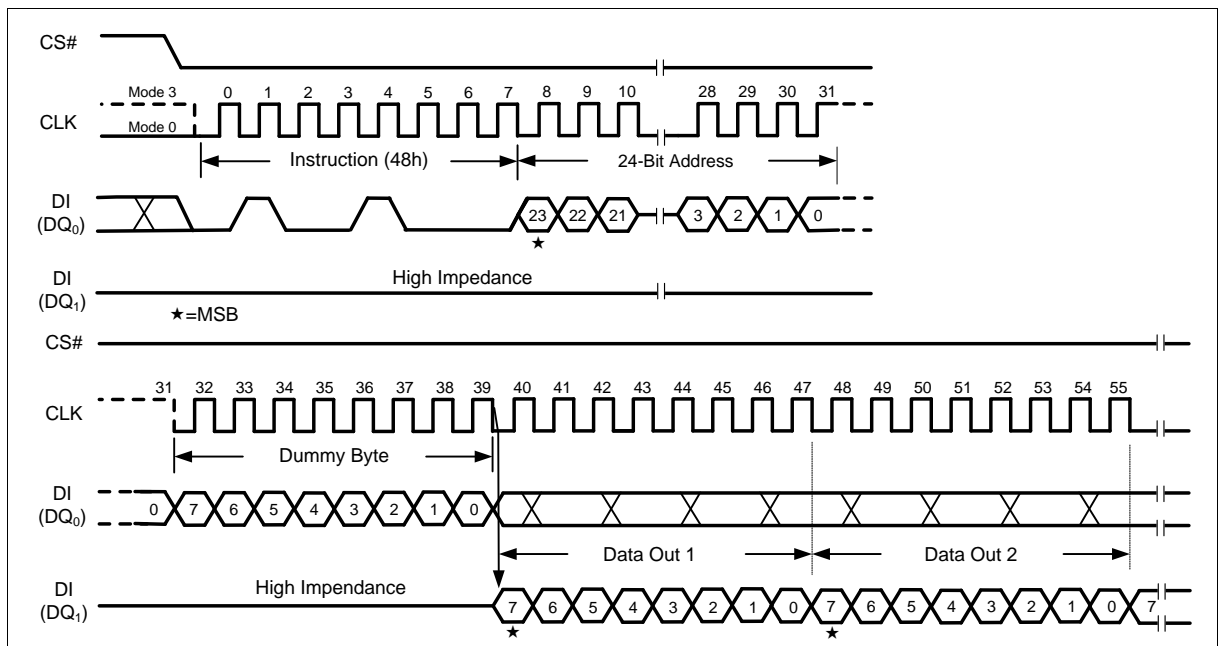 CS#
Mode 3
0 1 2 3 4 5 6 7 8 9 10 28 29 30 31
CLK
Mode 0
Instruction (48h)
24-Bit Address
DI
(DQ0)
23 22 21 3 2 1 0
★
High Impedance
DI
(DQ1)
★=MSB
CS#
31 32 33 34 35 36 37 38 39 40 41 42 43 44 45 46 47 48 49 50 51 52 53 54 55
CLK
Dummy Byte
DI
(DQ0)
0 7 6 5 4 3 2 1 0
Data Out 1
Data Out 2
High Impendance
DI
(DQ1)
7 6 5 4 3 2 1 0 7 6 5 4 3 2 1 0 7
★ ★